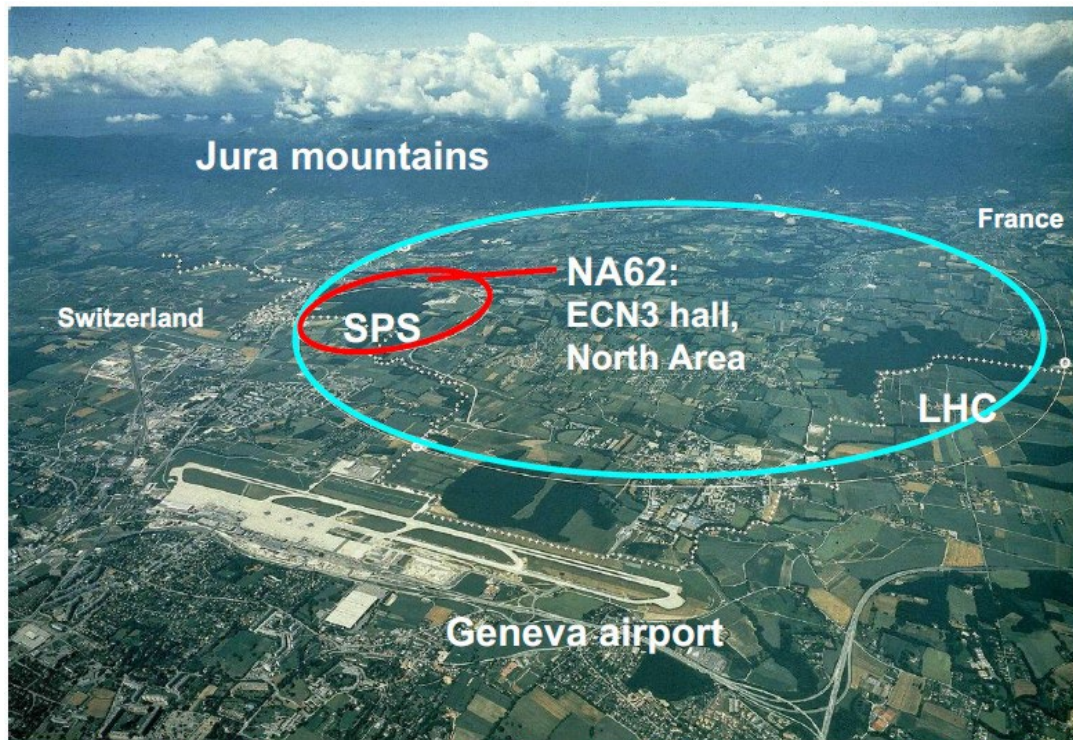 Jura mountains
France
NA62:
ECN3 hall,
North Area
Switzerland
SPS
LHC
Geneva airport